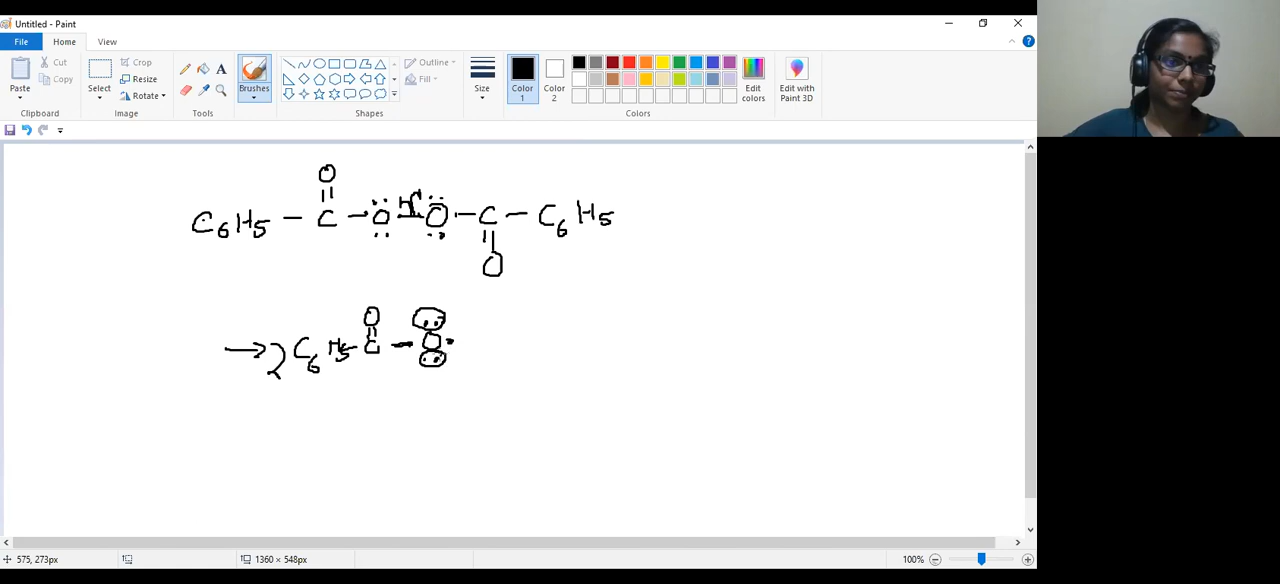 Untitled - Paint
File Home View
Cut
Copy
Paste
Clipboard
Select
Crop
Resize
Rotate
Image
A
Tools
Brushes
Outline
Fill
Shapes
Size
Color 1
Color 2
Edit colors
Edit with Paint 3D
Colors
O
C6H5 - C - O - O - C - C6H5
O
O
→ 2 C6H5 - C - O
575, 273px
1360 × 548px
100%